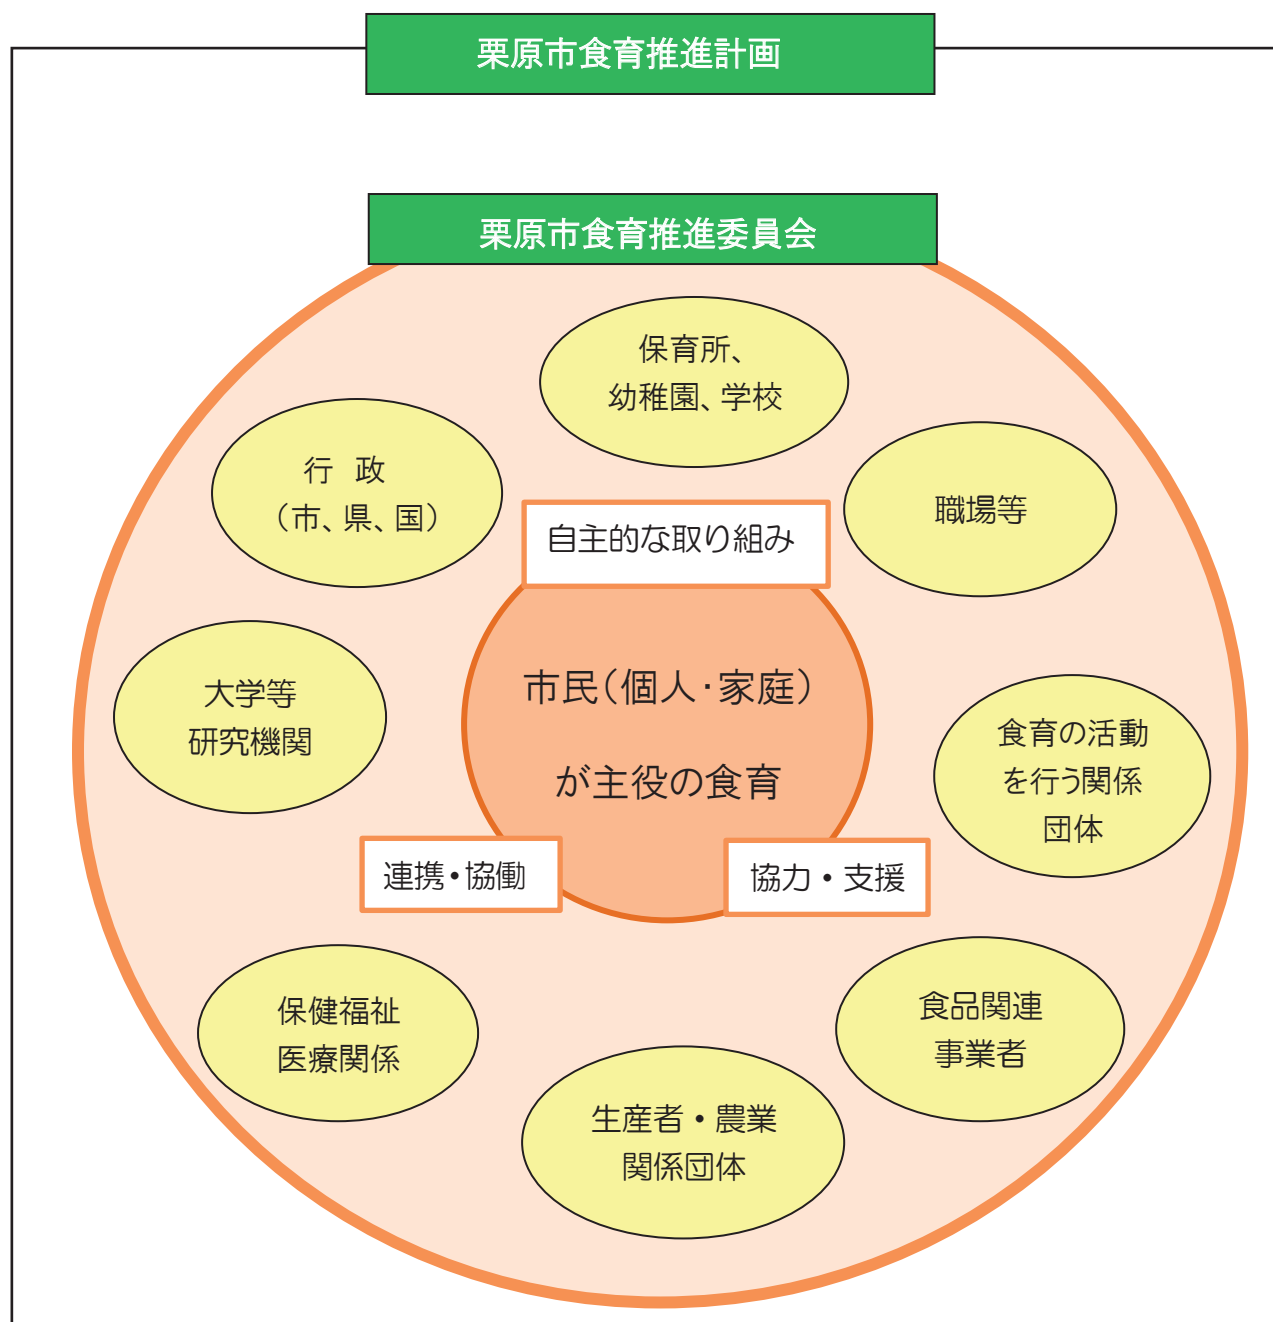 栗原市食育推進計画
栗原市食育推進委員会
保育所、
幼稚園、学校
行 政
（市、県、国）
職場等
自主的な取り組み
大学等
研究機関
市民（個人・家庭）
が主役の食育
食育の活動
を行う関係
団体
連携・協働
協力・支援
保健福祉
医療関係
食品関連
事業者
生産者・農業
関係団体